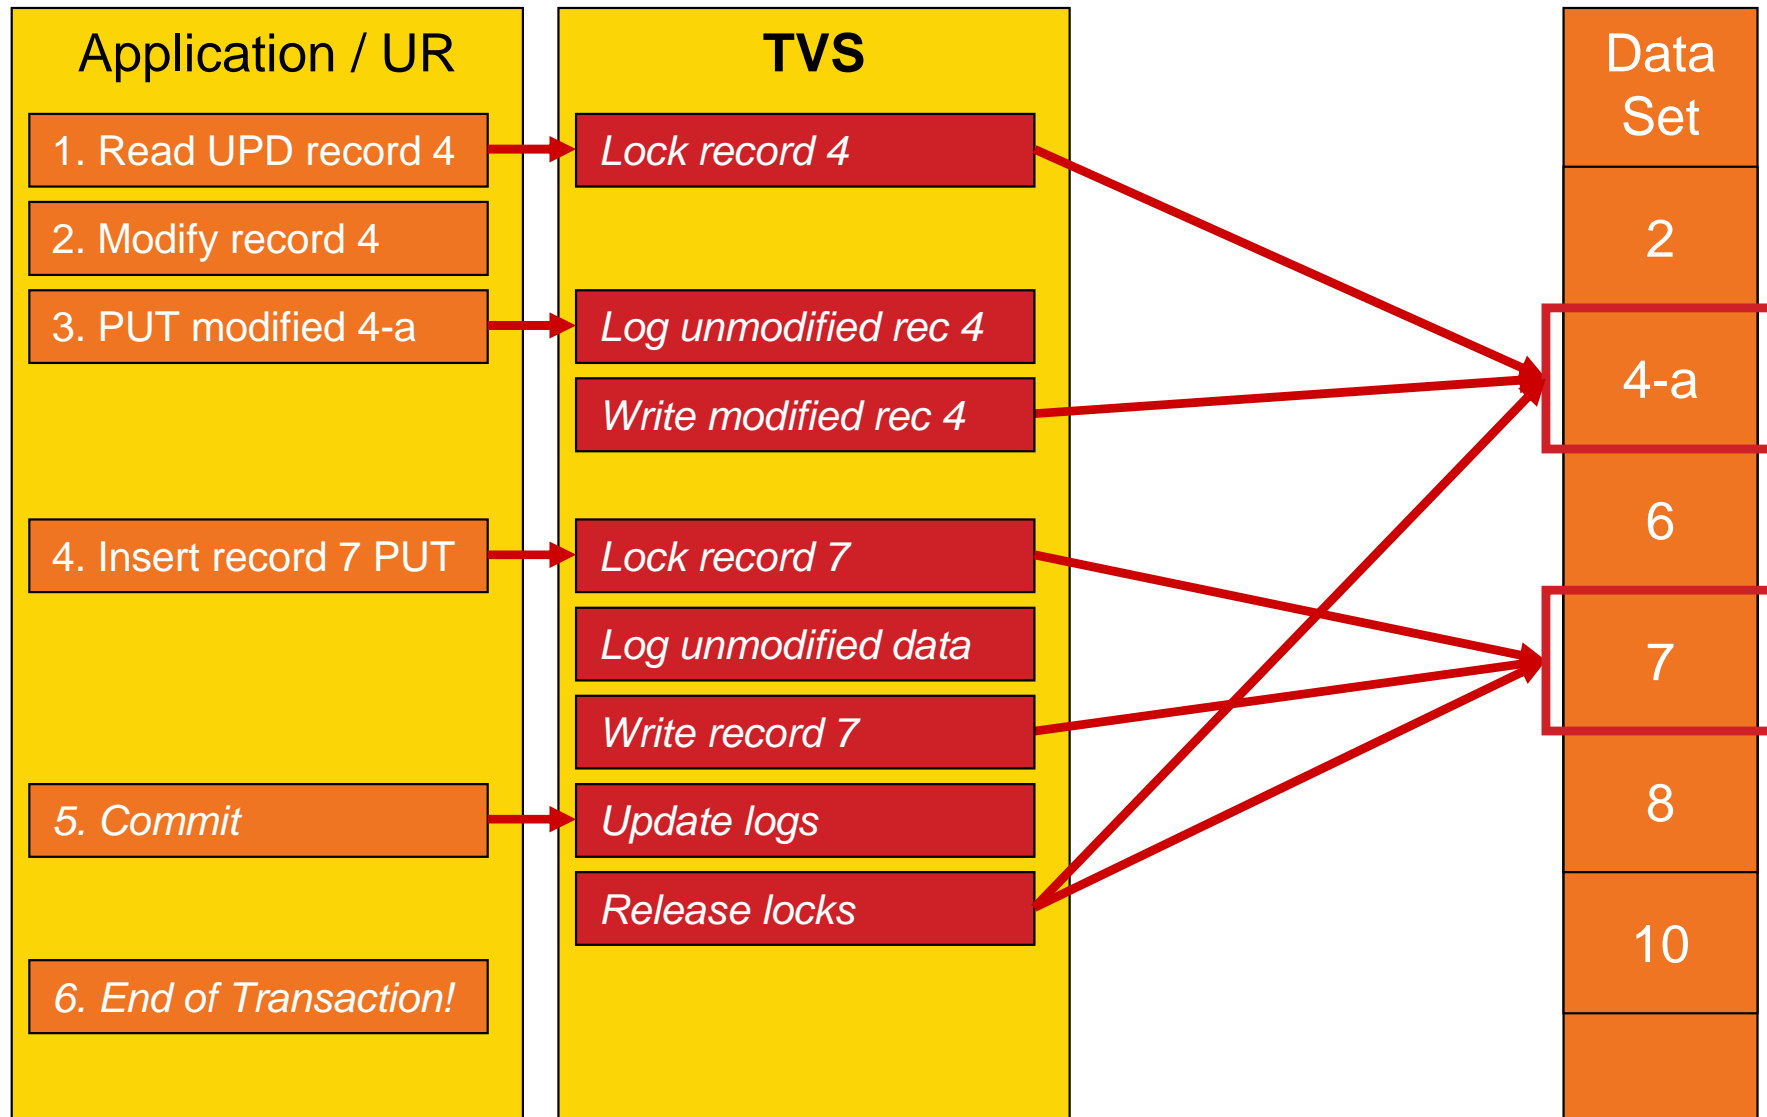 Application / UR
1. Read UPD record 4
2. Modify record 4
3. PUT modified 4-a
4. Insert record 7 PUT
5. Commit
6. End of Transaction!
TVS
Lock record 4
Log unmodified rec 4
Write modified rec 4
Lock record 7
Log unmodified data
Write record 7
Update logs
Release locks
Data
Set
2
4-a
6
7
8
10